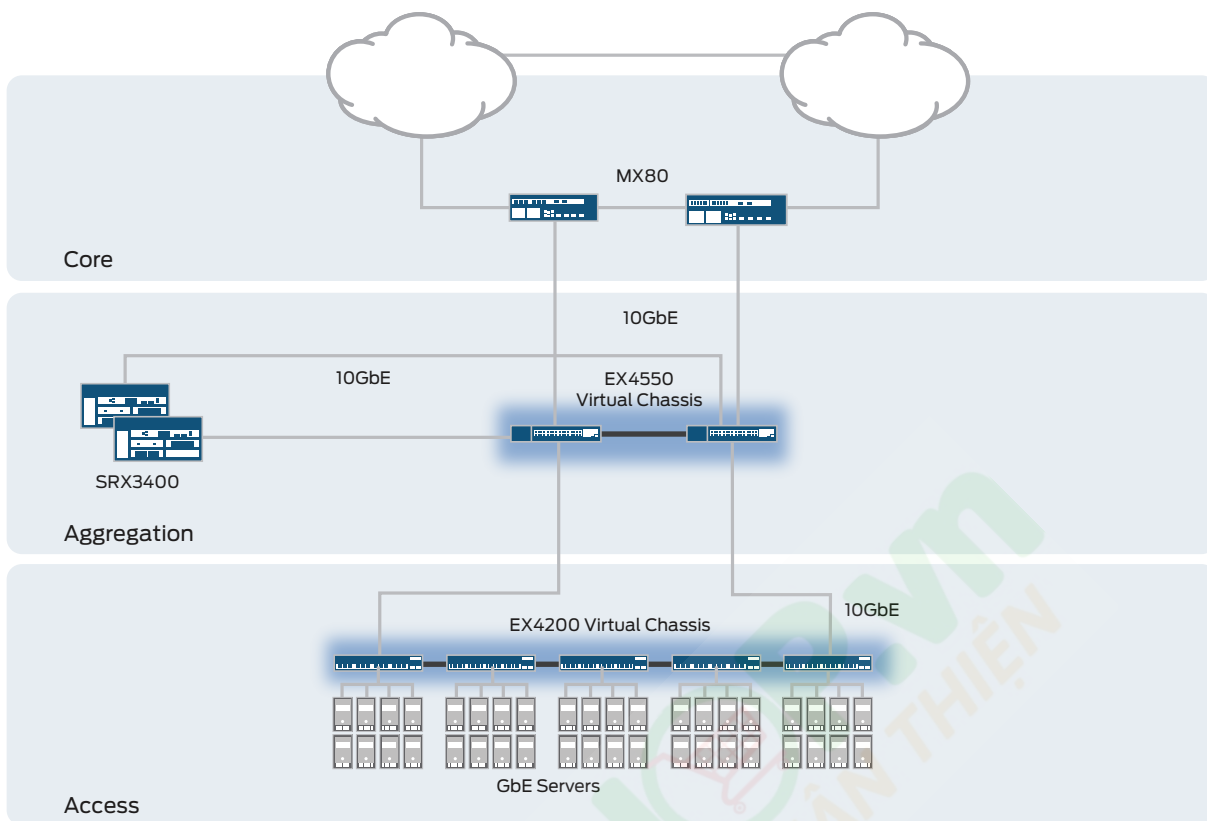 MX80
Core
10GbE
10GbE
EX4550
Virtual Chassis
SRX3400
Aggregation
10GbE
EX4200 Virtual Chassis
GbE Servers
Access